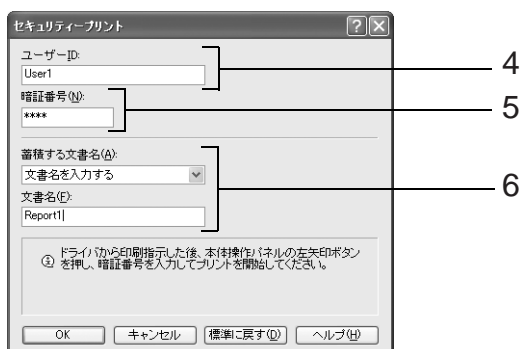 セキュリティープリント
ユーザーID:
User1
4
暗証番号(N):
****
5
蓄積する文書名(A):
文書名を入力する
6
文書名(F):
Report1
ドライバから印刷指示した後、本体操作パネルの左矢印ボタン
を押し、暗証番号を入力してプリントを開始してください。
OK キャンセル 標準に戻す(D) ヘルプ(H)